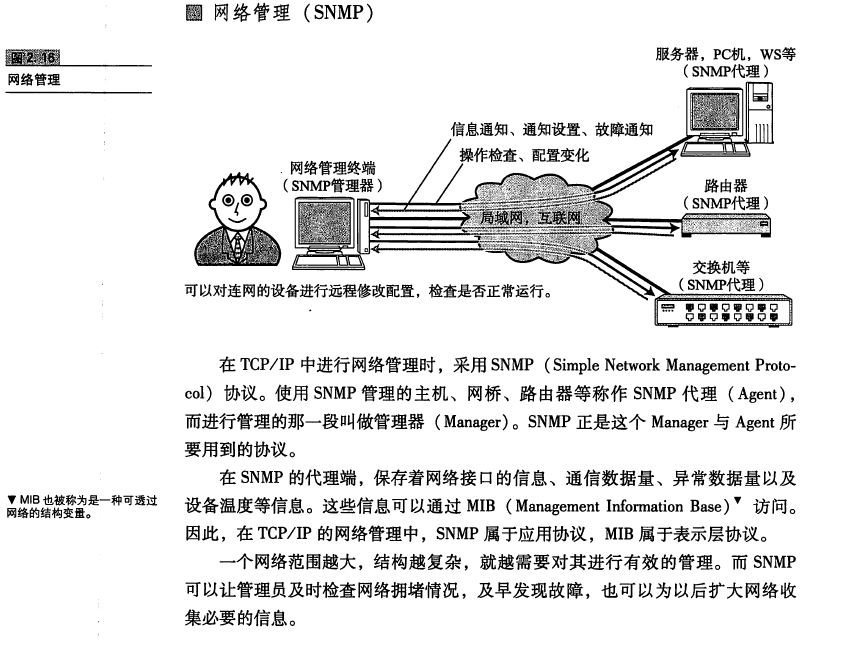 网络管理（SNMP）
图2.16
网络管理
服务器，PC机，WS等
（SNMP代理）
信息通知、通知设置、故障通知
操作检查、配置变化
网络管理终端
（SNMP管理器）
路由器
（SNMP代理）
局域网，互联网
交换机等
（SNMP代理）
可以对连网的设备进行远程修改配置，检查是否正常运行。
在 TCP/IP 中进行网络管理时，采用 SNMP（Simple Network Management Proto-
col）协议。使用 SNMP 管理的主机、网桥、路由器等称作 SNMP 代理（Agent），
而进行管理的那一段叫做管理器（Manager）。SNMP 正是这个 Manager 与 Agent 所
要用到的协议。
在 SNMP 的代理端，保存着网络接口的信息、通信数据量、异常数据量以及
▼ MIB 也被称为是一种可透过
网络的结构变量。
设备温度等信息。这些信息可以通过 MIB（Management Information Base）▼ 访问。
因此，在 TCP/IP 的网络管理中，SNMP 属于应用协议，MIB 属于表示层协议。
一个网络范围越大，结构越复杂，就越需要对其进行有效的管理。而 SNMP
可以让管理员及时检查网络拥堵情况，及早发现故障，也可以为以后扩大网络收
集必要的信息。